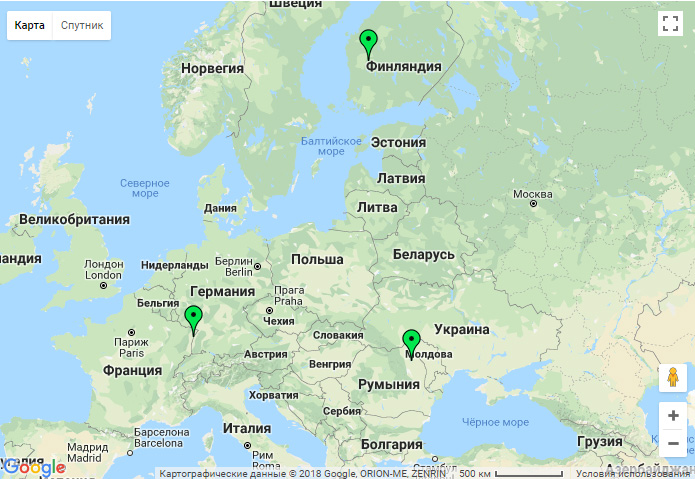 Швеция
Карта
Спутник
Норвегия
Финляндия
Балтийское
море
Эстония
Северное
море
Латвия
Москва
Дания
Литва
Великобритания
Беларусь
андия
Лондон
London
Нидерланды
Берлин
Berlin
Польша
Бельгия
Германия
Прага
Praha
Чехия
Украина
Париж
Paris
Словакия
Австрия
Молдова
Франция
Венгрия
Румыния
Хорватия
Сербия
Чёрное море
Италия
Барселона
Barcelona
Мадрид
Madrid
Рим
Roma
Болгария
Грузия
Стамбул
Азербайджан
Google
Картографические данные © 2018 Google, ORION-ME, ZENRIN
500 км
Условия использования